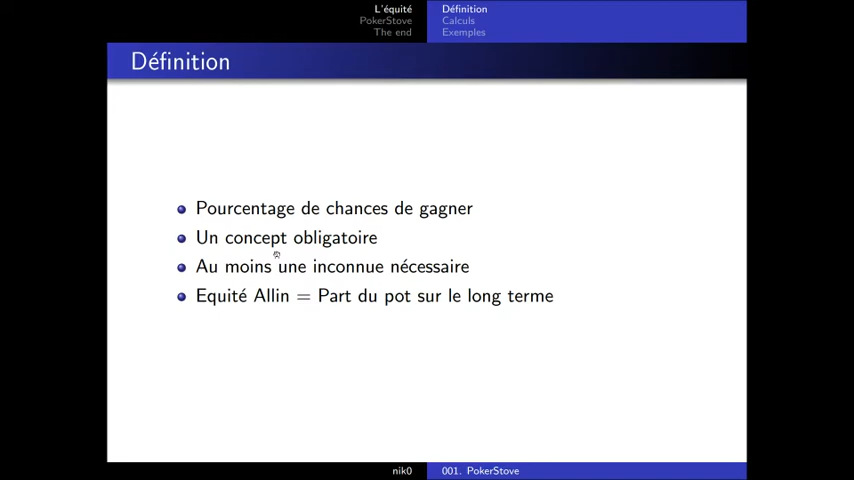 L'équité
PokerStove
The end
Définition
Calculs
Exemples
Définition
Pourcentage de chances de gagner
Un concept obligatoire
Au moins une inconnue nécessaire
Equité Allin = Part du pot sur le long terme
nik0
001. PokerStove